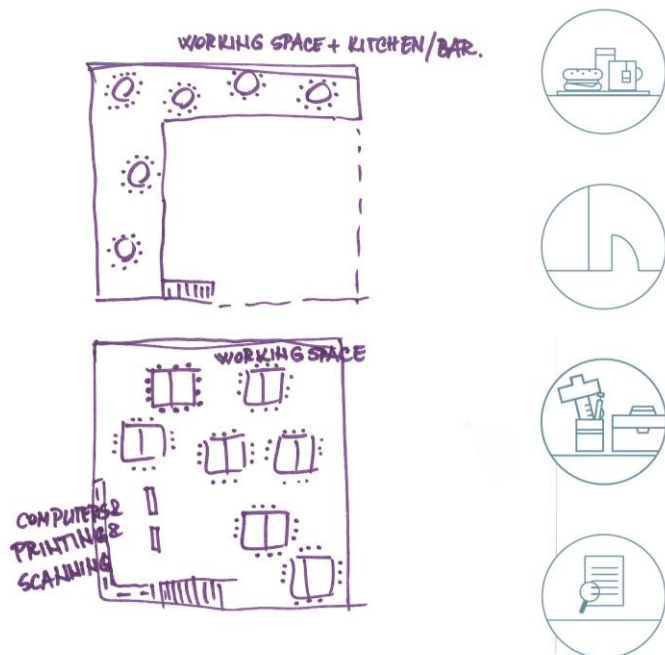 WORKING SPACE + KITCHEN/BAR.
WORKING SPACE
COMPUTERS &
PRINTING &
SCANNING